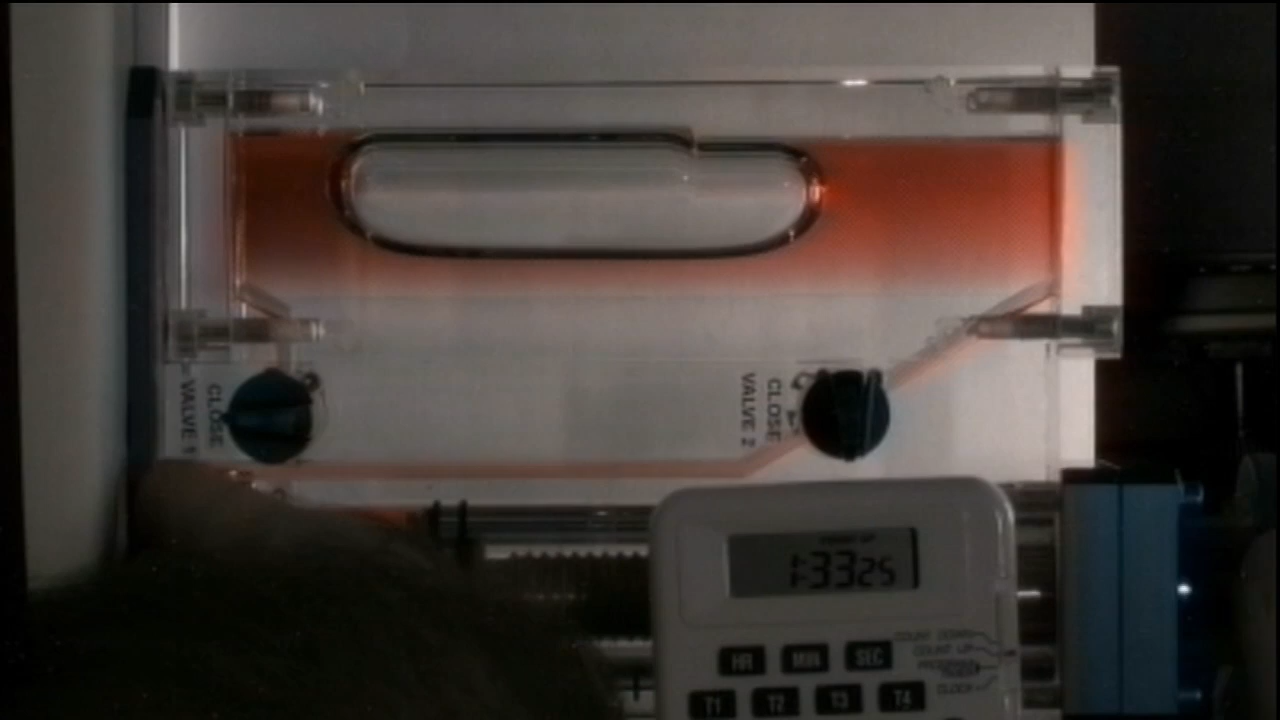 VALVE 1
CLOSE
VALVE 2
CLOSE
1:33 25
HR MIN SEC
COUNT DOWN
COUNT UP
CLOCK
T1 T2 T3 T4